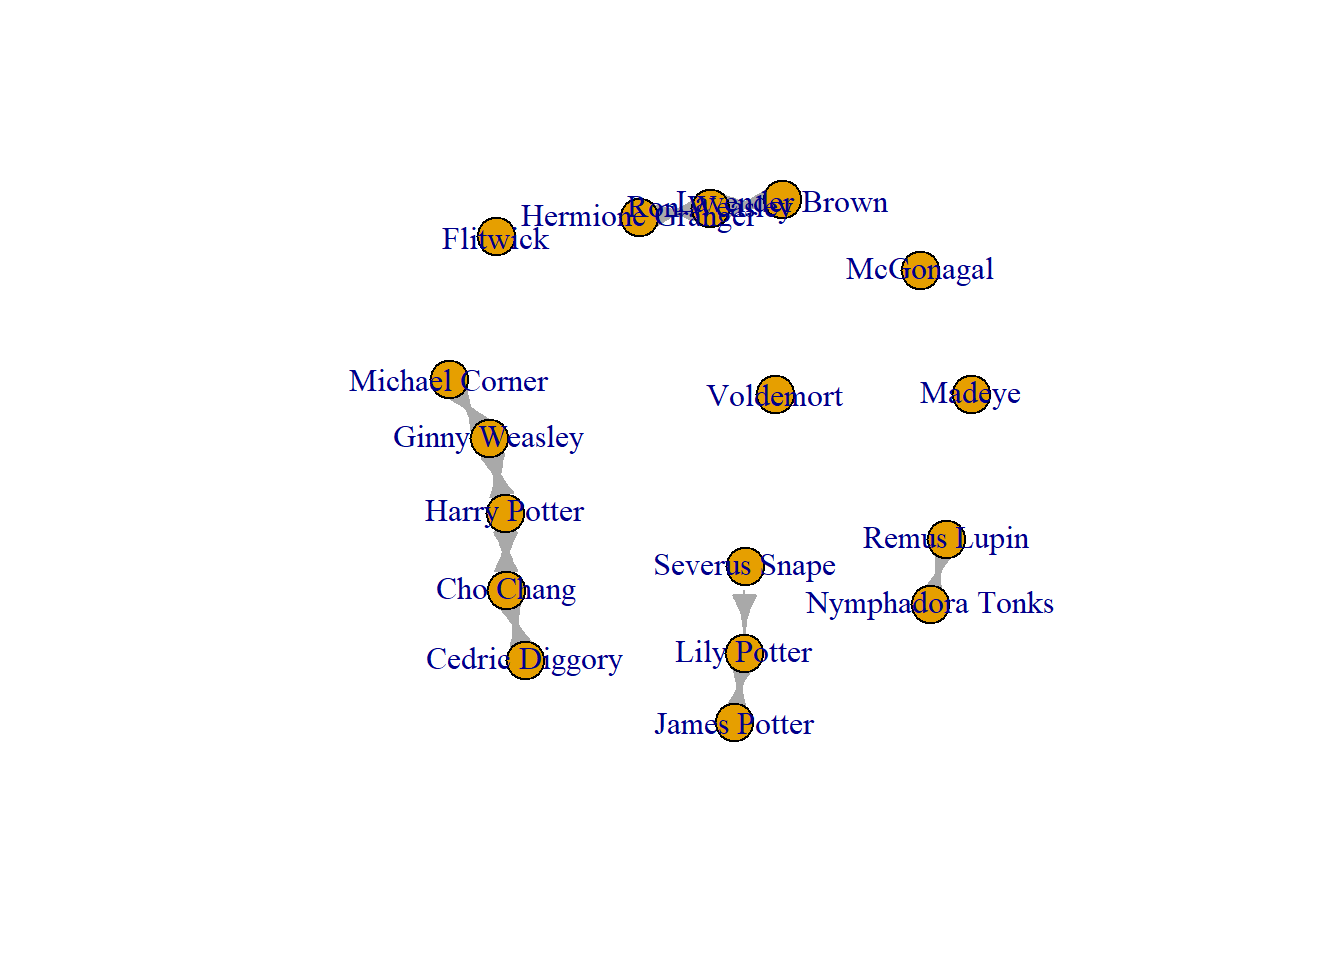 Lavender Brown
Ron Weasley
Hermione Granger
Flitwick
McGonagal
Michael Corner
Voldemort
Madeye
Ginny Weasley
Harry Potter
Remus Lupin
Severus Snape
Cho Chang
Nymphadora Tonks
Lily Potter
Cedric Diggory
James Potter